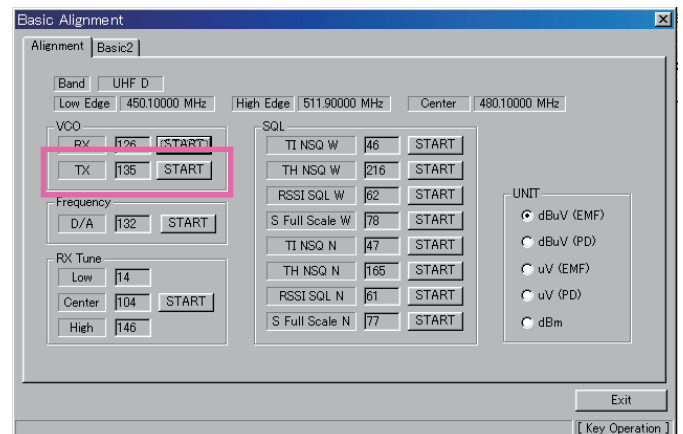 Basic Alignment
Alignment Basic2
Band UHF D
Low Edge 450.10000 MHz High Edge 511.90000 MHz Center 480.10000 MHz
VCO
RX 126 START
TX 135 START
Frequency
D/A 132 START
RX Tune
Low 14
Center 104 START
High 146
SQL
TI NSQ W 46 START
TH NSQ W 216 START
RSSI SQL W 62 START
S Full Scale W 78 START
TI NSQ N 47 START
TH NSQ N 165 START
RSSI SQL N 61 START
S Full Scale N 77 START
UNIT
dBuV (EMF)
dBuV (PD)
uV (EMF)
uV (PD)
dBm
Exit
[ Key Operation ]